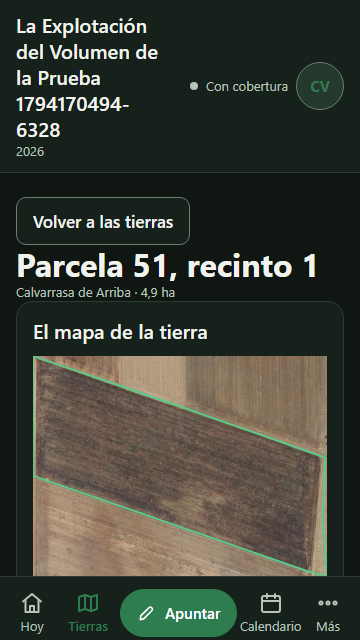 La Explotación
del Volumen de
la Prueba
1794170494-
6328
2026
Con cobertura
CV
Volver a las tierras
Parcela 51, recinto 1
Calvarrasa de Arriba · 4,9 ha
El mapa de la tierra
Hoy
Tierras
Apuntar
Calendario
Más